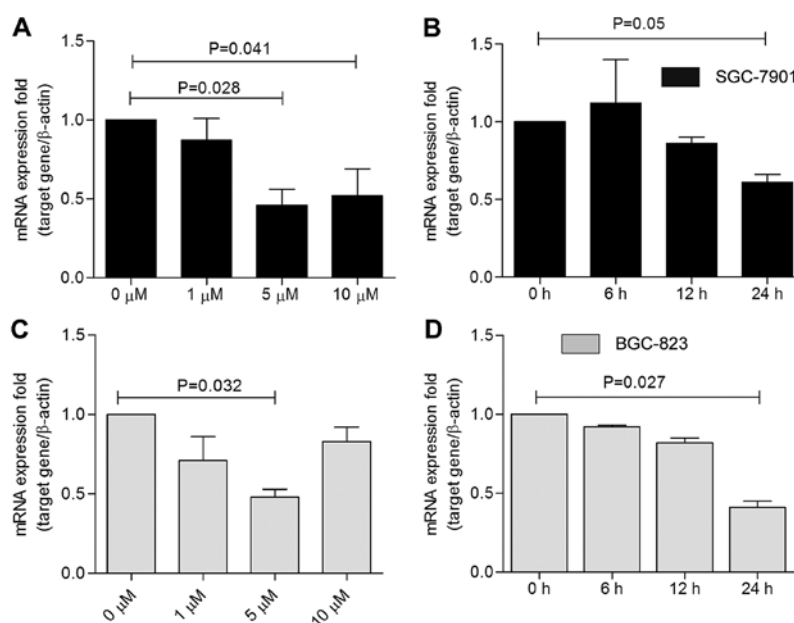 A
mRNA expression fold
(target gene/β-actin)
1.5
1.0
0.5
0.0
P=0.041
P=0.028
0 μM
1 μM
5 μM
10 μM
B
mRNA expression fold
(target gene/β-actin)
1.5
1.0
0.5
0.0
P=0.05
SGC-7901
0 h
6 h
12 h
24 h
C
mRNA expression fold
(target gene/β-actin)
1.5
1.0
0.5
0.0
P=0.032
0 μM
1 μM
5 μM
10 μM
D
mRNA expression fold
(target gene/β-actin)
1.5
1.0
0.5
0.0
BGC-823
P=0.027
0 h
6 h
12 h
24 h